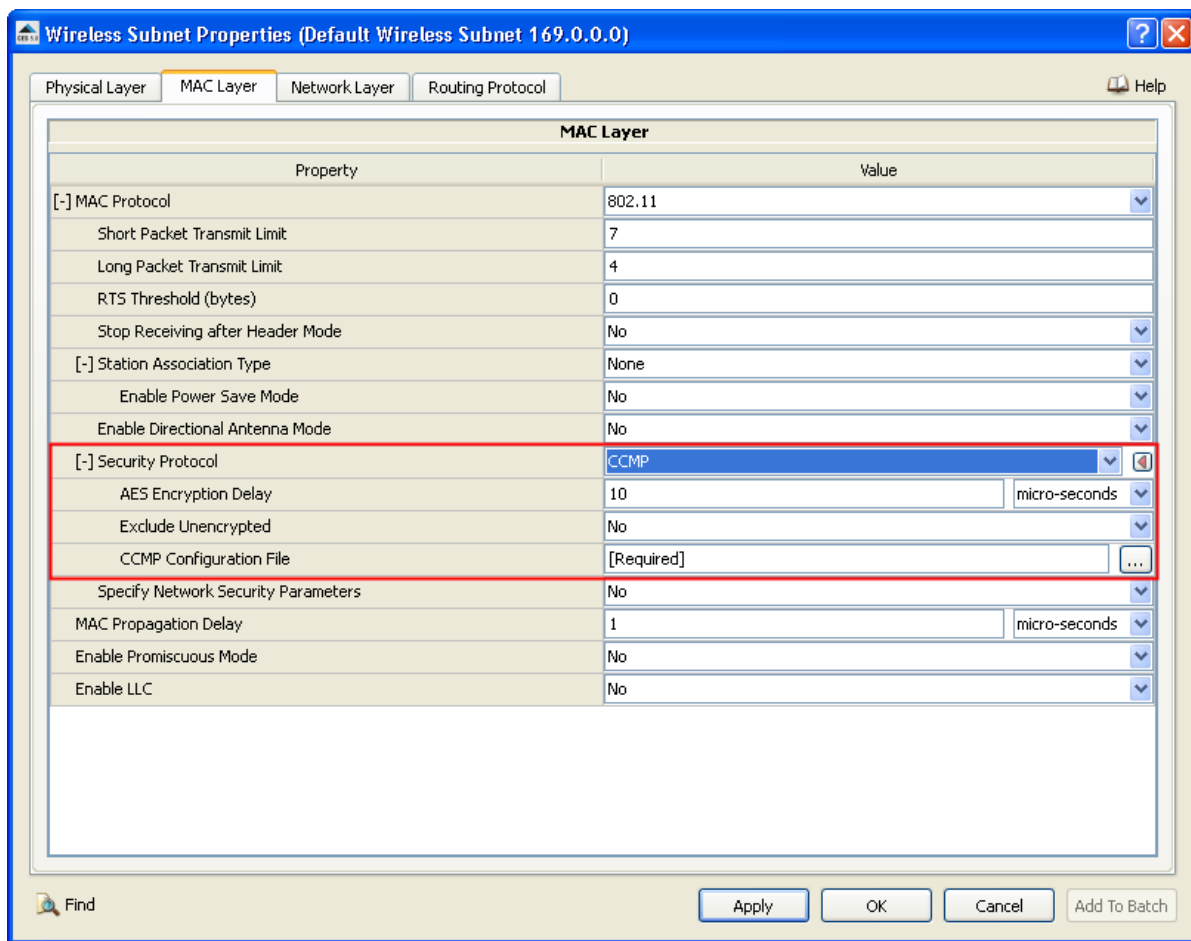 Wireless Subnet Properties (Default Wireless Subnet 169.0.0.0)
Physical Layer MAC Layer Network Layer Routing Protocol Help
MAC Layer
Property Value
[-] MAC Protocol 802.11
Short Packet Transmit Limit 7
Long Packet Transmit Limit 4
RTS Threshold (bytes) 0
Stop Receiving after Header Mode No
[-] Station Association Type None
Enable Power Save Mode No
Enable Directional Antenna Mode No
[-] Security Protocol CCMP
AES Encryption Delay 10 micro-seconds
Exclude Unencrypted No
CCMP Configuration File [Required] ...
Specify Network Security Parameters No
MAC Propagation Delay 1 micro-seconds
Enable Promiscuous Mode No
Enable LLC No
Find Apply OK Cancel Add To Batch